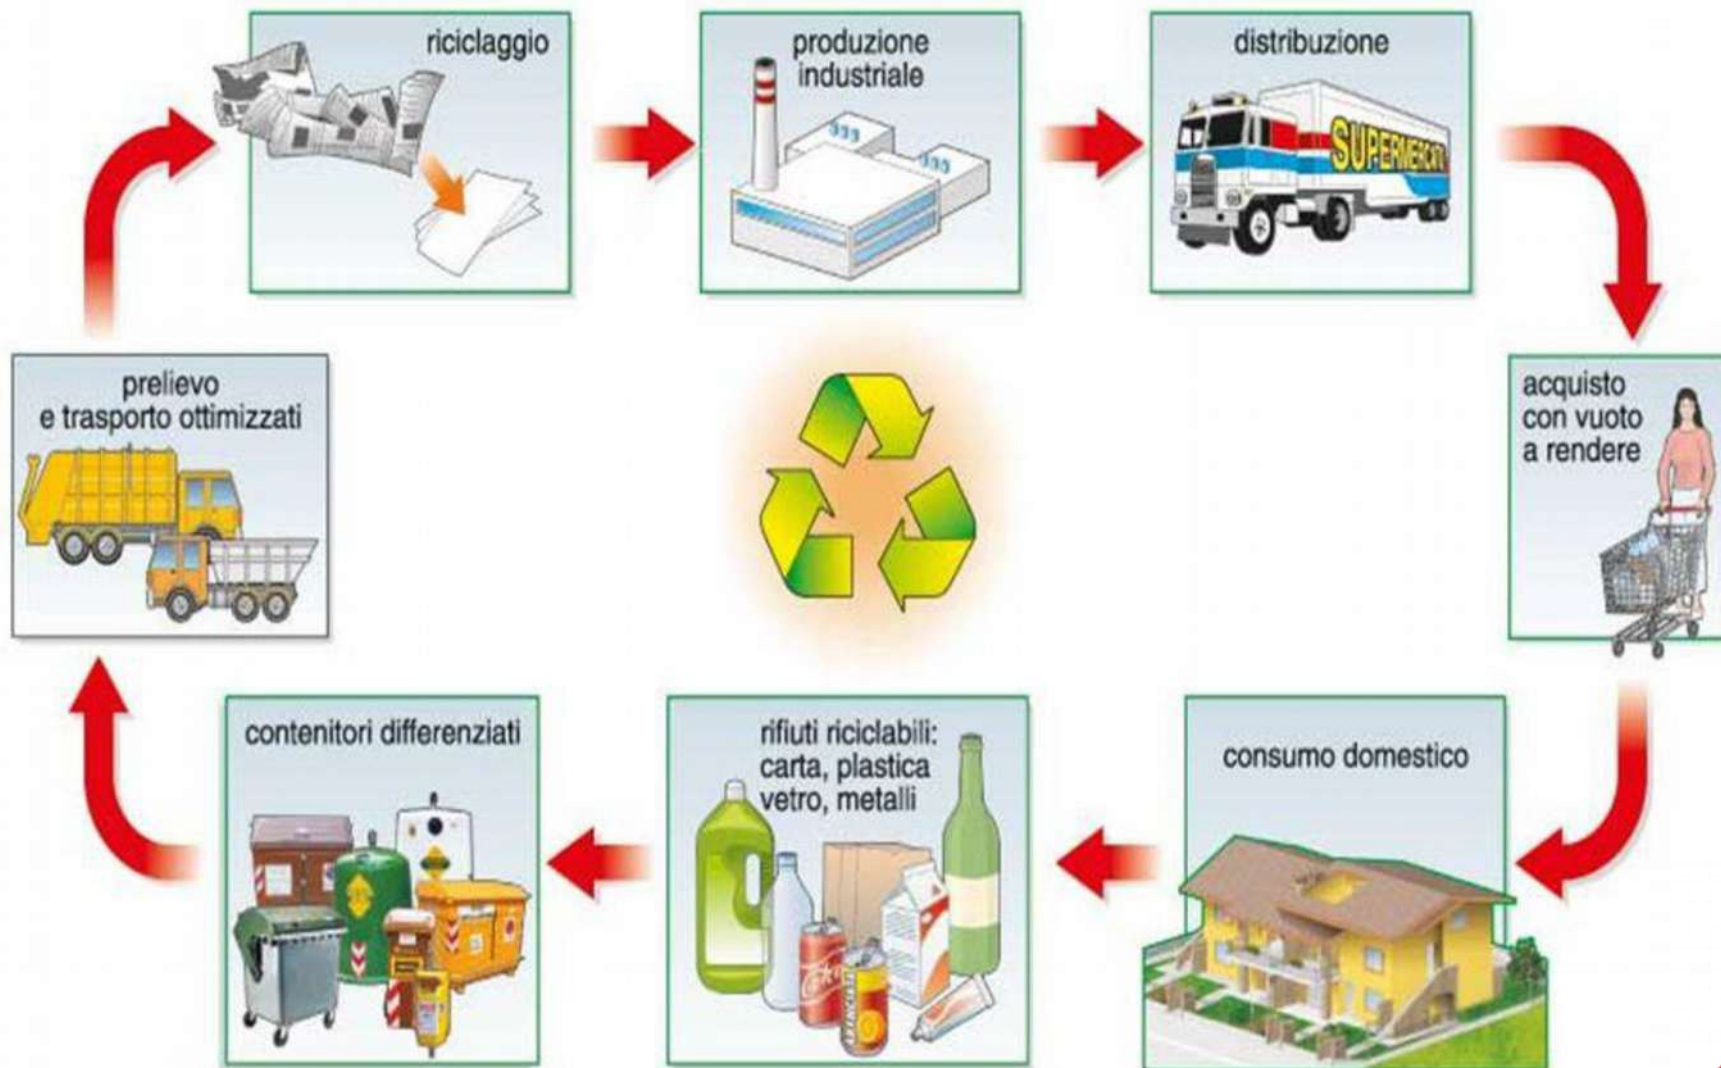 riciclaggio
produzione
industriale
distribuzione
SUPERMERCATI
acquisto
con vuoto
a rendere
consumo domestico
rifiuti riciclabili:
carta, plastica
vetro, metalli
contenitori differenziati
prelievo
e trasporto ottimizzati